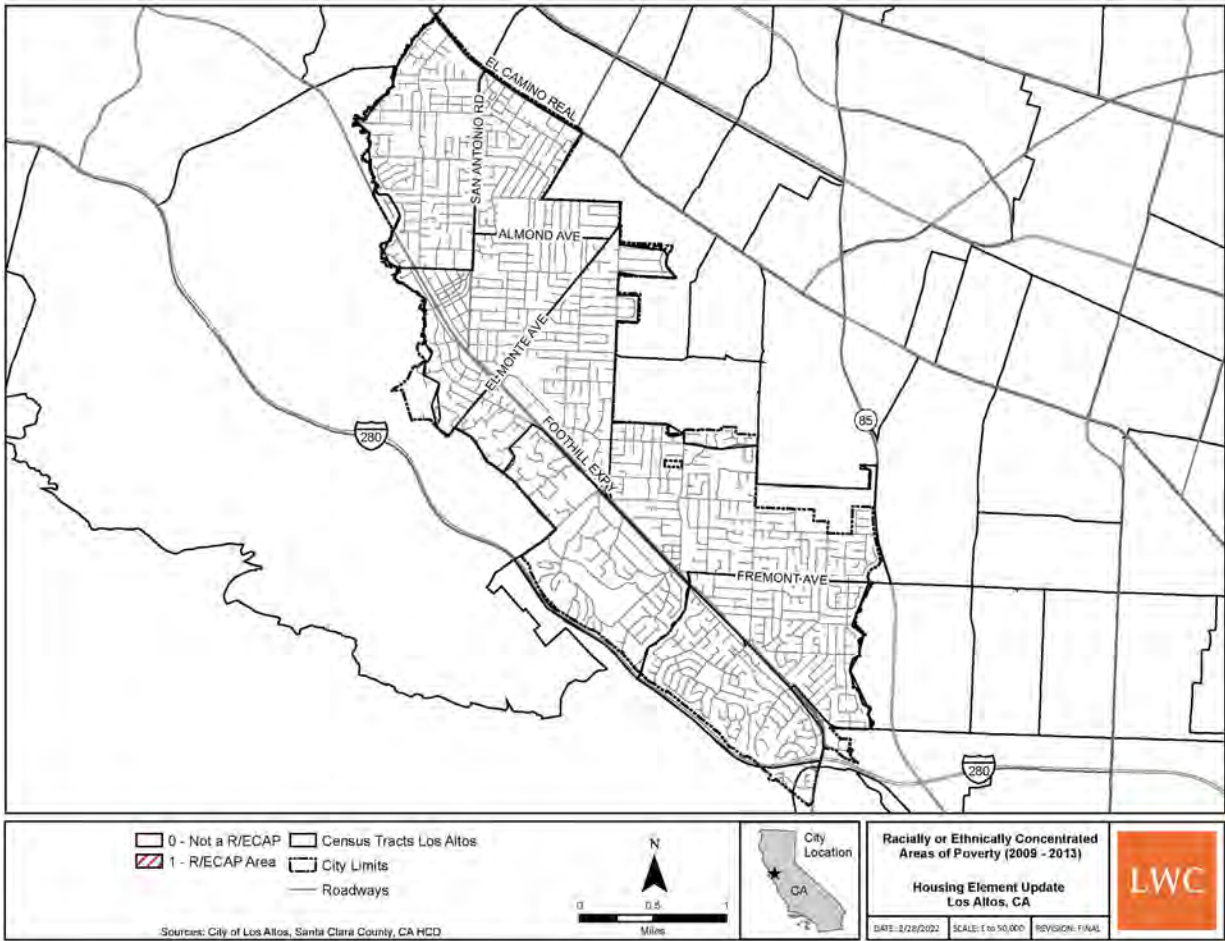 EL CAMINO REAL
SAN ANTONIO RD
ALMOND AVE
EL MONTE AVE
85
280
FOOTHILL EXPY
FREMONT AVE
280
0 - Not a R/ECAP
1 - R/ECAP Area
Census Tracts Los Altos
City Limits
Roadways
Sources: City of Los Altos, Santa Clara County, CA HCD
N
0 0.5 1
Miles
City
Location
CA
Racially or Ethnically Concentrated
Areas of Poverty (2009 - 2013)
Housing Element Update
Los Altos, CA
DATE: 2/28/2022 SCALE: 1 to 50,000 REVISION: FINAL
LWC